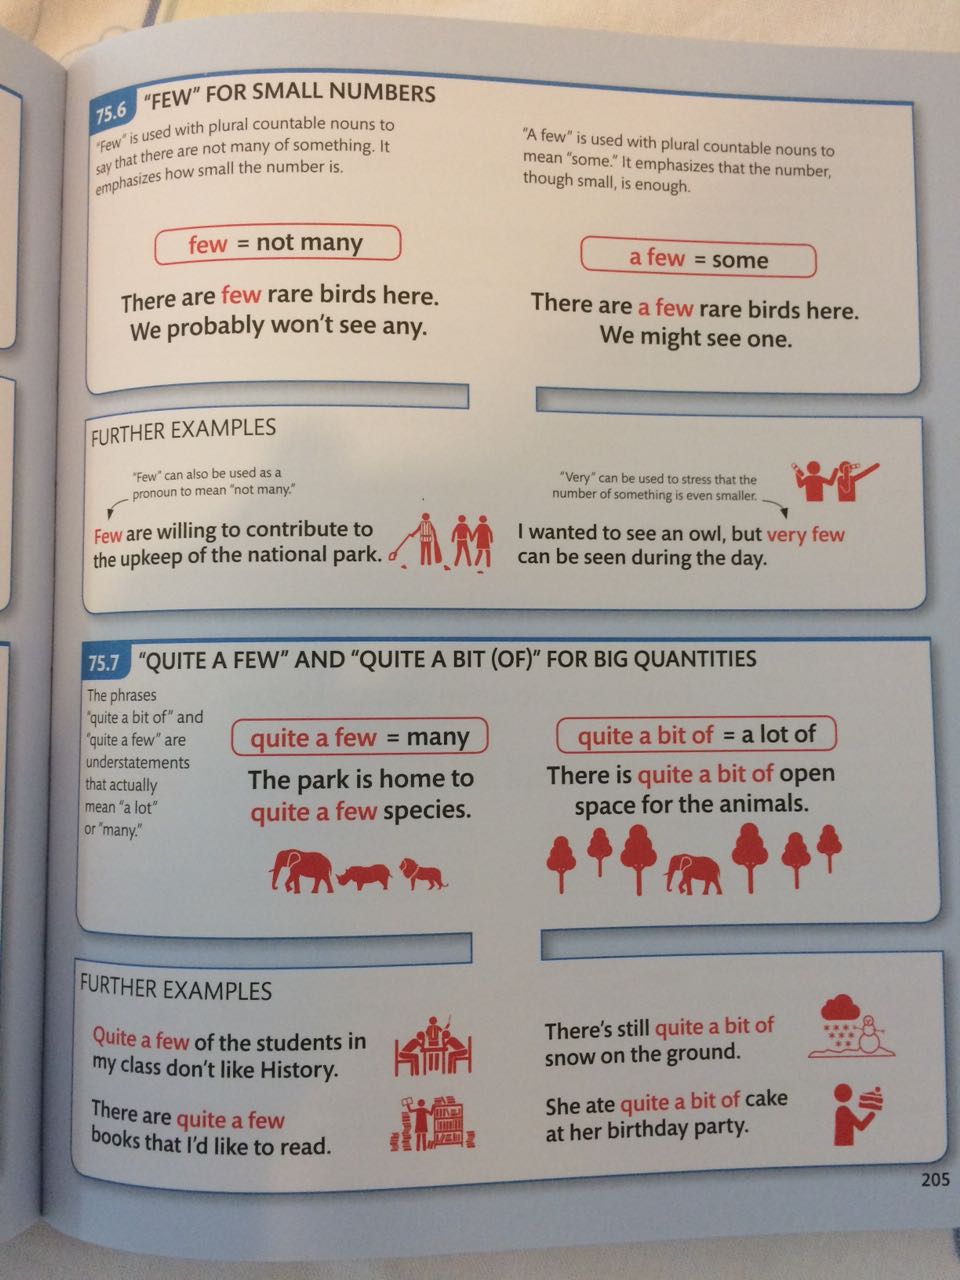 75.6 "FEW" FOR SMALL NUMBERS
"Few" is used with plural countable nouns to
say that there are not many of something. It
emphasizes how small the number is.
few = not many
There are few rare birds here.
We probably won't see any.
"A few" is used with plural countable nouns to
mean "some." It emphasizes that the number,
though small, is enough.
a few = some
There are a few rare birds here.
We might see one.
FURTHER EXAMPLES
"Few" can also be used as a
pronoun to mean "not many."
Few are willing to contribute to
the upkeep of the national park.
"Very" can be used to stress that the
number of something is even smaller.
I wanted to see an owl, but very few
can be seen during the day.
75.7 "QUITE A FEW" AND "QUITE A BIT (OF)" FOR BIG QUANTITIES
The phrases
"quite a bit of" and
"quite a few" are
understatements
that actually
mean "a lot"
or "many."
quite a few = many
The park is home to
quite a few species.
quite a bit of = a lot of
There is quite a bit of open
space for the animals.
FURTHER EXAMPLES
Quite a few of the students in
my class don't like History.
There are quite a few
books that I'd like to read.
There's still quite a bit of
snow on the ground.
She ate quite a bit of cake
at her birthday party.
205